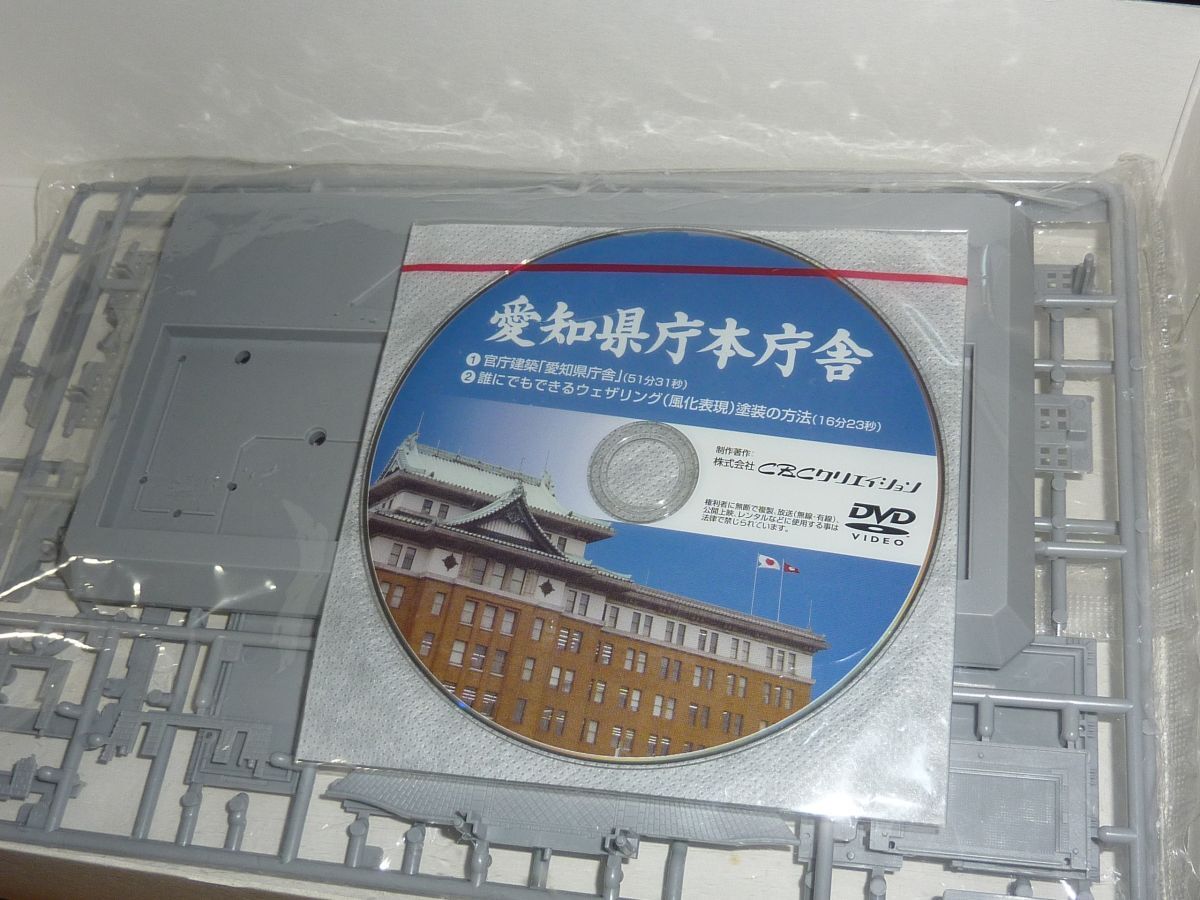 愛知県庁本庁舎
① 官庁建築「愛知県庁舎」(51分31秒)
② 誰にでもできるウェザリング(風化表現)塗装の方法(16分23秒)
制作著作:
株式会社 CBCクリエイション
権利者に無断で複製、放送(無線・有線)、
公開上映、レンタルなどに使用する事は
法律で禁じられています。
DVD
VIDEO